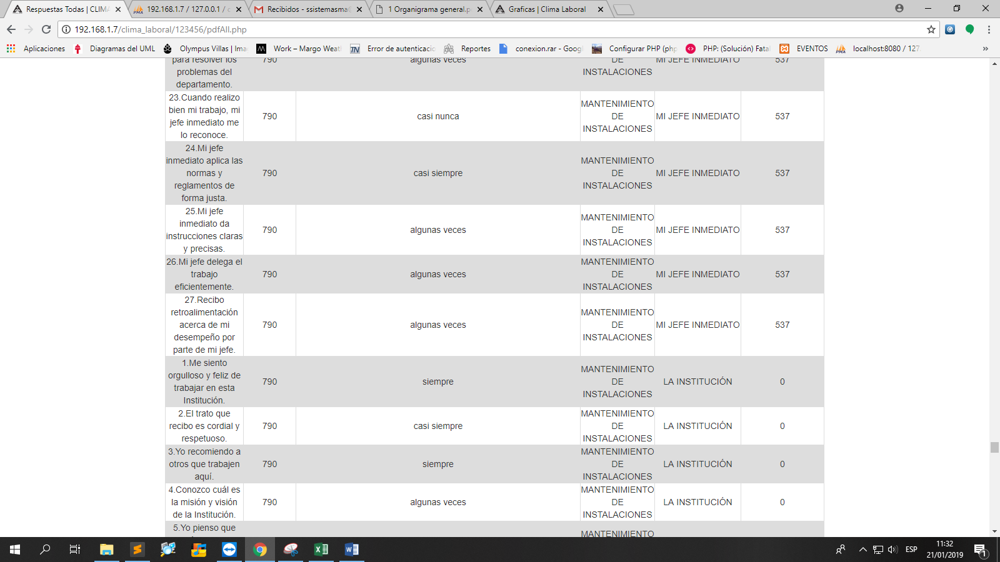 Respuestas Todas | CLIMA
192.168.1.7 / 127.0.0.1 / c
Recibidos - ssistemasma@
1 Organigrama general.p
Graficas | Clima Laboral
192.168.1.7/clima_laboral/123456/pdfAll.php
Aplicaciones
Diagramas del UML
Olympus Villas | Ima
Work – Margo Weat
Error de autenticacio
Reportes
conexion.rar - Googl
Configurar PHP (php
PHP: (Solución) Fatal
EVENTOS
localhost:8080 / 127.
»
para resolver los
problemas del
departamento.
790
algunas veces
DE
INSTALACIONES
MI JEFE INMEDIATO
537
23.Cuando realizo
bien mi trabajo, mi
jefe inmediato me
lo reconoce.
790
casi nunca
MANTENIMIENTO
DE
INSTALACIONES
MI JEFE INMEDIATO
537
24.Mi jefe
inmediato aplica las
normas y
reglamentos de
forma justa.
790
casi siempre
MANTENIMIENTO
DE
INSTALACIONES
MI JEFE INMEDIATO
537
25.Mi jefe
inmediato da
instrucciones claras
y precisas.
790
algunas veces
MANTENIMIENTO
DE
INSTALACIONES
MI JEFE INMEDIATO
537
26.Mi jefe delega el
trabajo
eficientemente.
790
algunas veces
MANTENIMIENTO
DE
INSTALACIONES
MI JEFE INMEDIATO
537
27.Recibo
retroalimentación
acerca de mi
desempeño por
parte de mi jefe.
790
algunas veces
MANTENIMIENTO
DE
INSTALACIONES
MI JEFE INMEDIATO
537
1.Me siento
orgulloso y feliz de
trabajar en esta
Institución.
790
siempre
MANTENIMIENTO
DE
INSTALACIONES
LA INSTITUCIÓN
0
2.El trato que
recibo es cordial y
respetuoso.
790
casi siempre
MANTENIMIENTO
DE
INSTALACIONES
LA INSTITUCIÓN
0
3.Yo recomiendo a
otros que trabajen
aquí.
790
siempre
MANTENIMIENTO
DE
INSTALACIONES
LA INSTITUCIÓN
0
4.Conozco cuál es
la misión y visión
de la Institución.
790
algunas veces
MANTENIMIENTO
DE
INSTALACIONES
LA INSTITUCIÓN
0
5.Yo pienso que
MANTENIMIENTO
ESP
11:32
21/01/2019
1